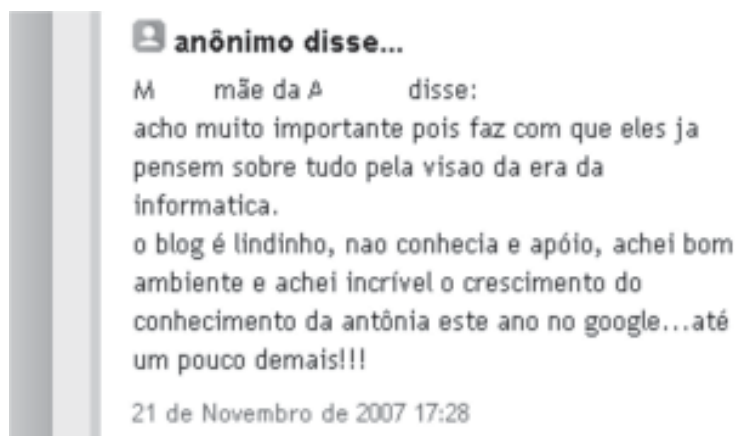 anônimo disse...
M mãe da A disse:
acho muito importante pois faz com que eles ja
pensem sobre tudo pela visao da era da
informatica.
o blog é lindinho, nao conhecia e apóio, achei bom
ambiente e achei incrível o crescimento do
conhecimento da antônia este ano no google...até
um pouco demais!!!
21 de Novembro de 2007 17:28